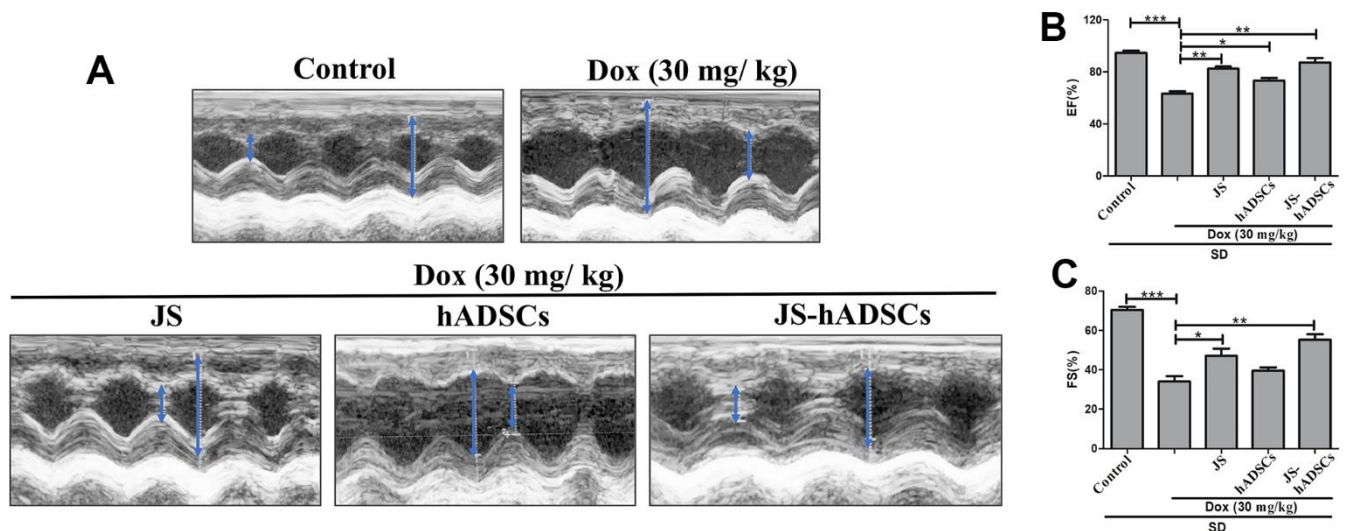 A
Control
Dox (30 mg/ kg)
Dox (30 mg/ kg)
JS
hADSCs
JS-hADSCs
B
EF(%)
120
80
40
0
***
**
*
**
Control
JS
hADSCs
JS-
hADSCs
Dox (30 mg/kg)
SD
C
FS(%)
80
60
40
20
0
***
**
*
Control
JS
hADSCs
JS-
hADSCs
Dox (30 mg/kg)
SD